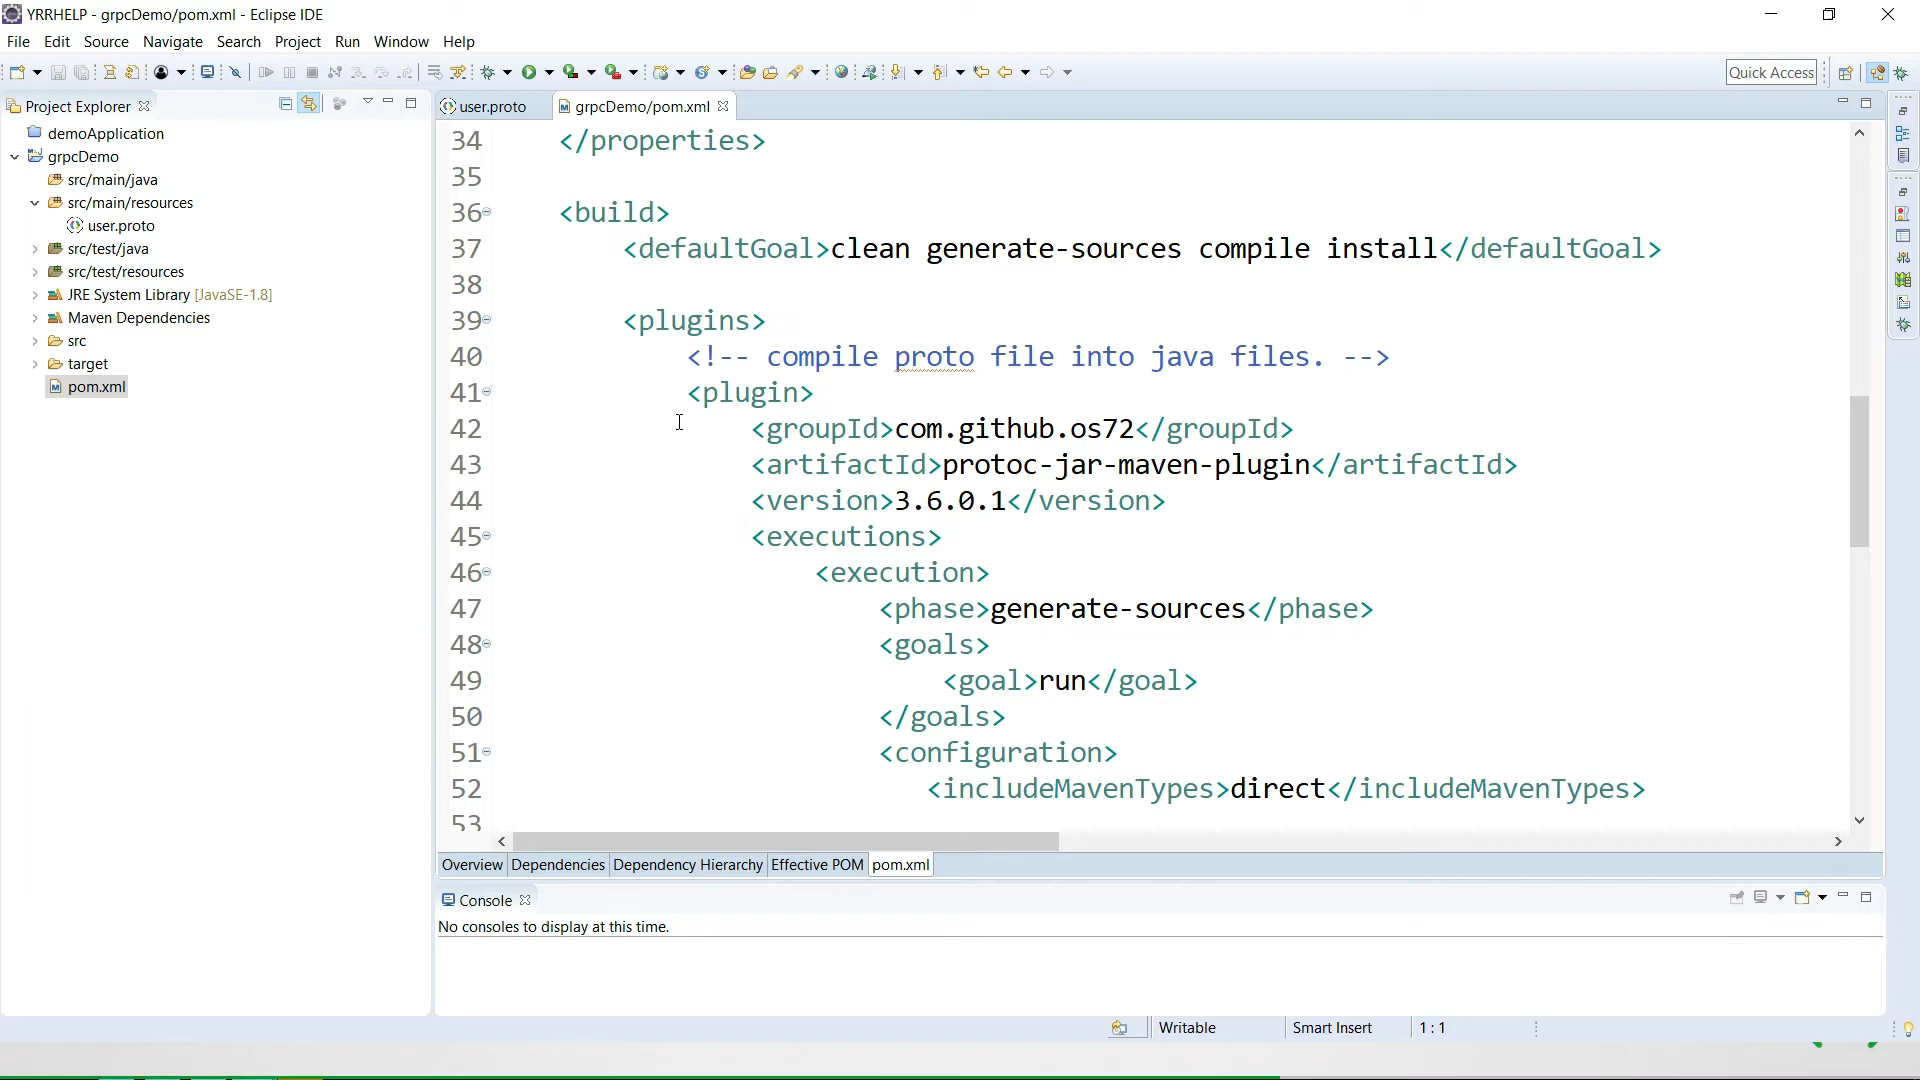 YRRHELP - grpcDemo/pom.xml - Eclipse IDE
File Edit Source Navigate Search Project Run Window Help
Quick Access
Project Explorer
demoApplication
grpcDemo
src/main/java
src/main/resources
user.proto
src/test/java
src/test/resources
JRE System Library [JavaSE-1.8]
Maven Dependencies
src
target
pom.xml
user.proto
grpcDemo/pom.xml
34 </properties>
35
36 <build>
37 <defaultGoal>clean generate-sources compile install</defaultGoal>
38
39 <plugins>
40 <!-- compile proto file into java files. -->
41 <plugin>
42 <groupId>com.github.os72</groupId>
43 <artifactId>protoc-jar-maven-plugin</artifactId>
44 <version>3.6.0.1</version>
45 <executions>
46 <execution>
47 <phase>generate-sources</phase>
48 <goals>
49 <goal>run</goal>
50 </goals>
51 <configuration>
52 <includeMavenTypes>direct</includeMavenTypes>
53
Overview Dependencies Dependency Hierarchy Effective POM pom.xml
Console
No consoles to display at this time.
Writable Smart Insert 1 : 1